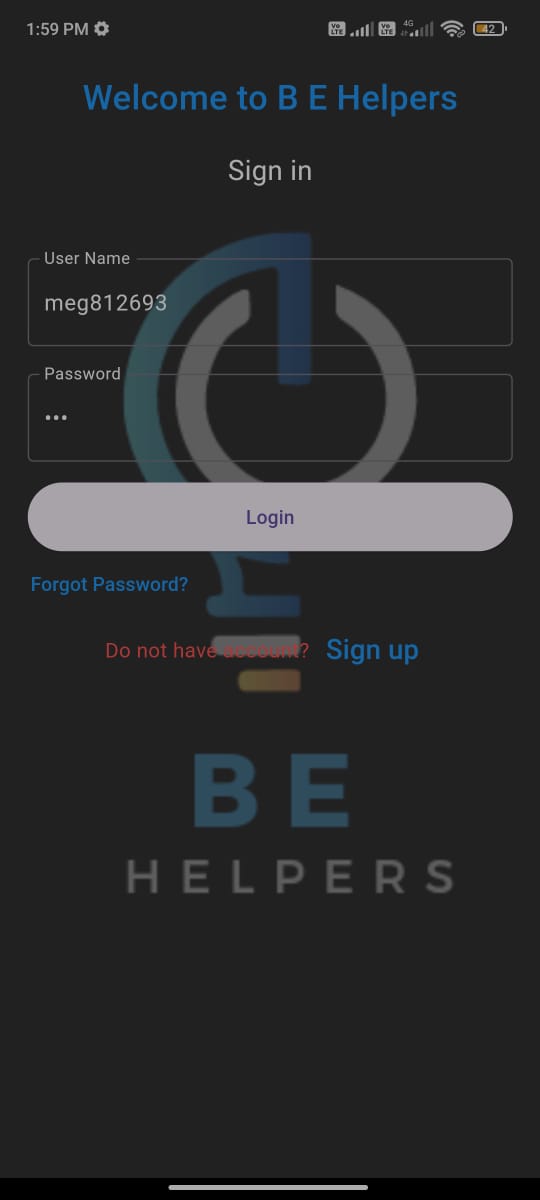 1:59 PM
Vo LTE Vo LTE 4G 42
Welcome to B E Helpers
Sign in
User Name
meg812693
Password
•••
Login
Forgot Password?
Do not have account? Sign up
B E
HELPERS